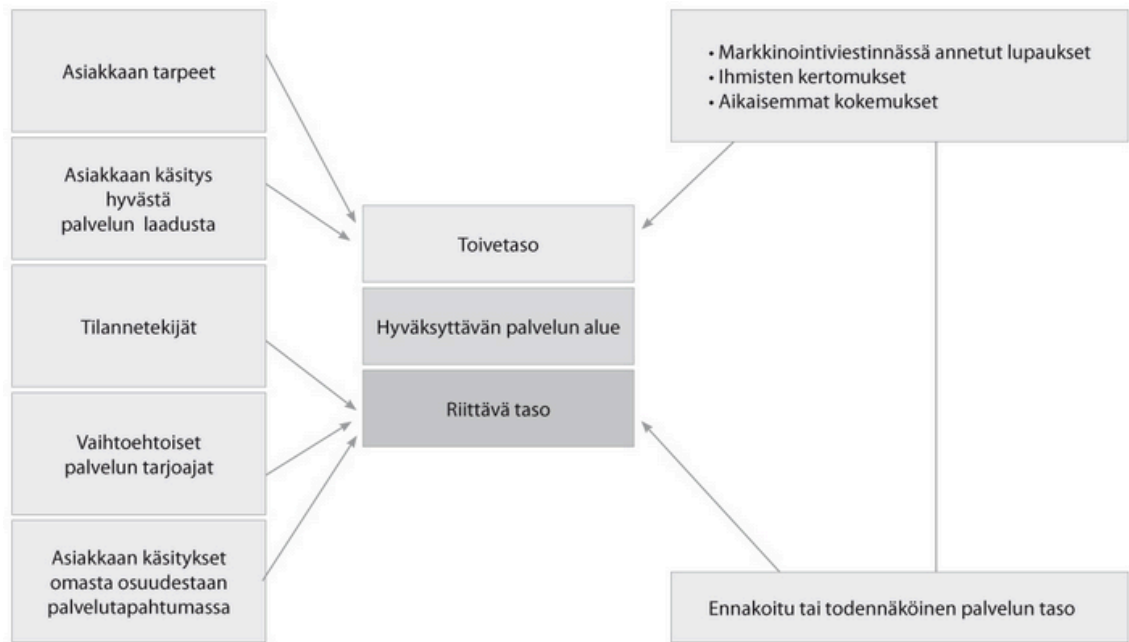 Asiakkaan tarpeet
Asiakkaan käsitys
hyvästä
palvelun laadusta
Tilannetekijät
Vaihtoehtoiset
palvelun tarjoajat
Asiakkaan käsitykset
omasta osuudestaan
palvelutapahtumassa
Toivetaso
Hyväksyttävän palvelun alue
Riittävä taso
• Markkinointiviestinnässä annetut lupaukset
• Ihmisten kertomukset
• Aikaisemmat kokemukset
Ennakoitu tai todennäköinen palvelun taso